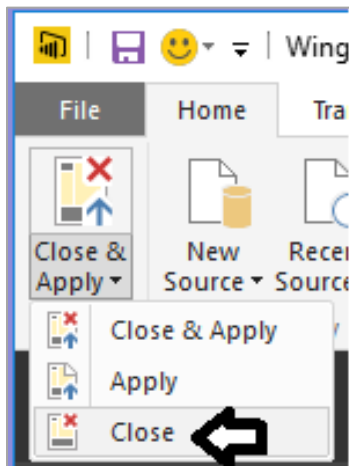 Wing
File Home Tra
Close & Apply
New Source
Recen Source
Close & Apply
Apply
Close